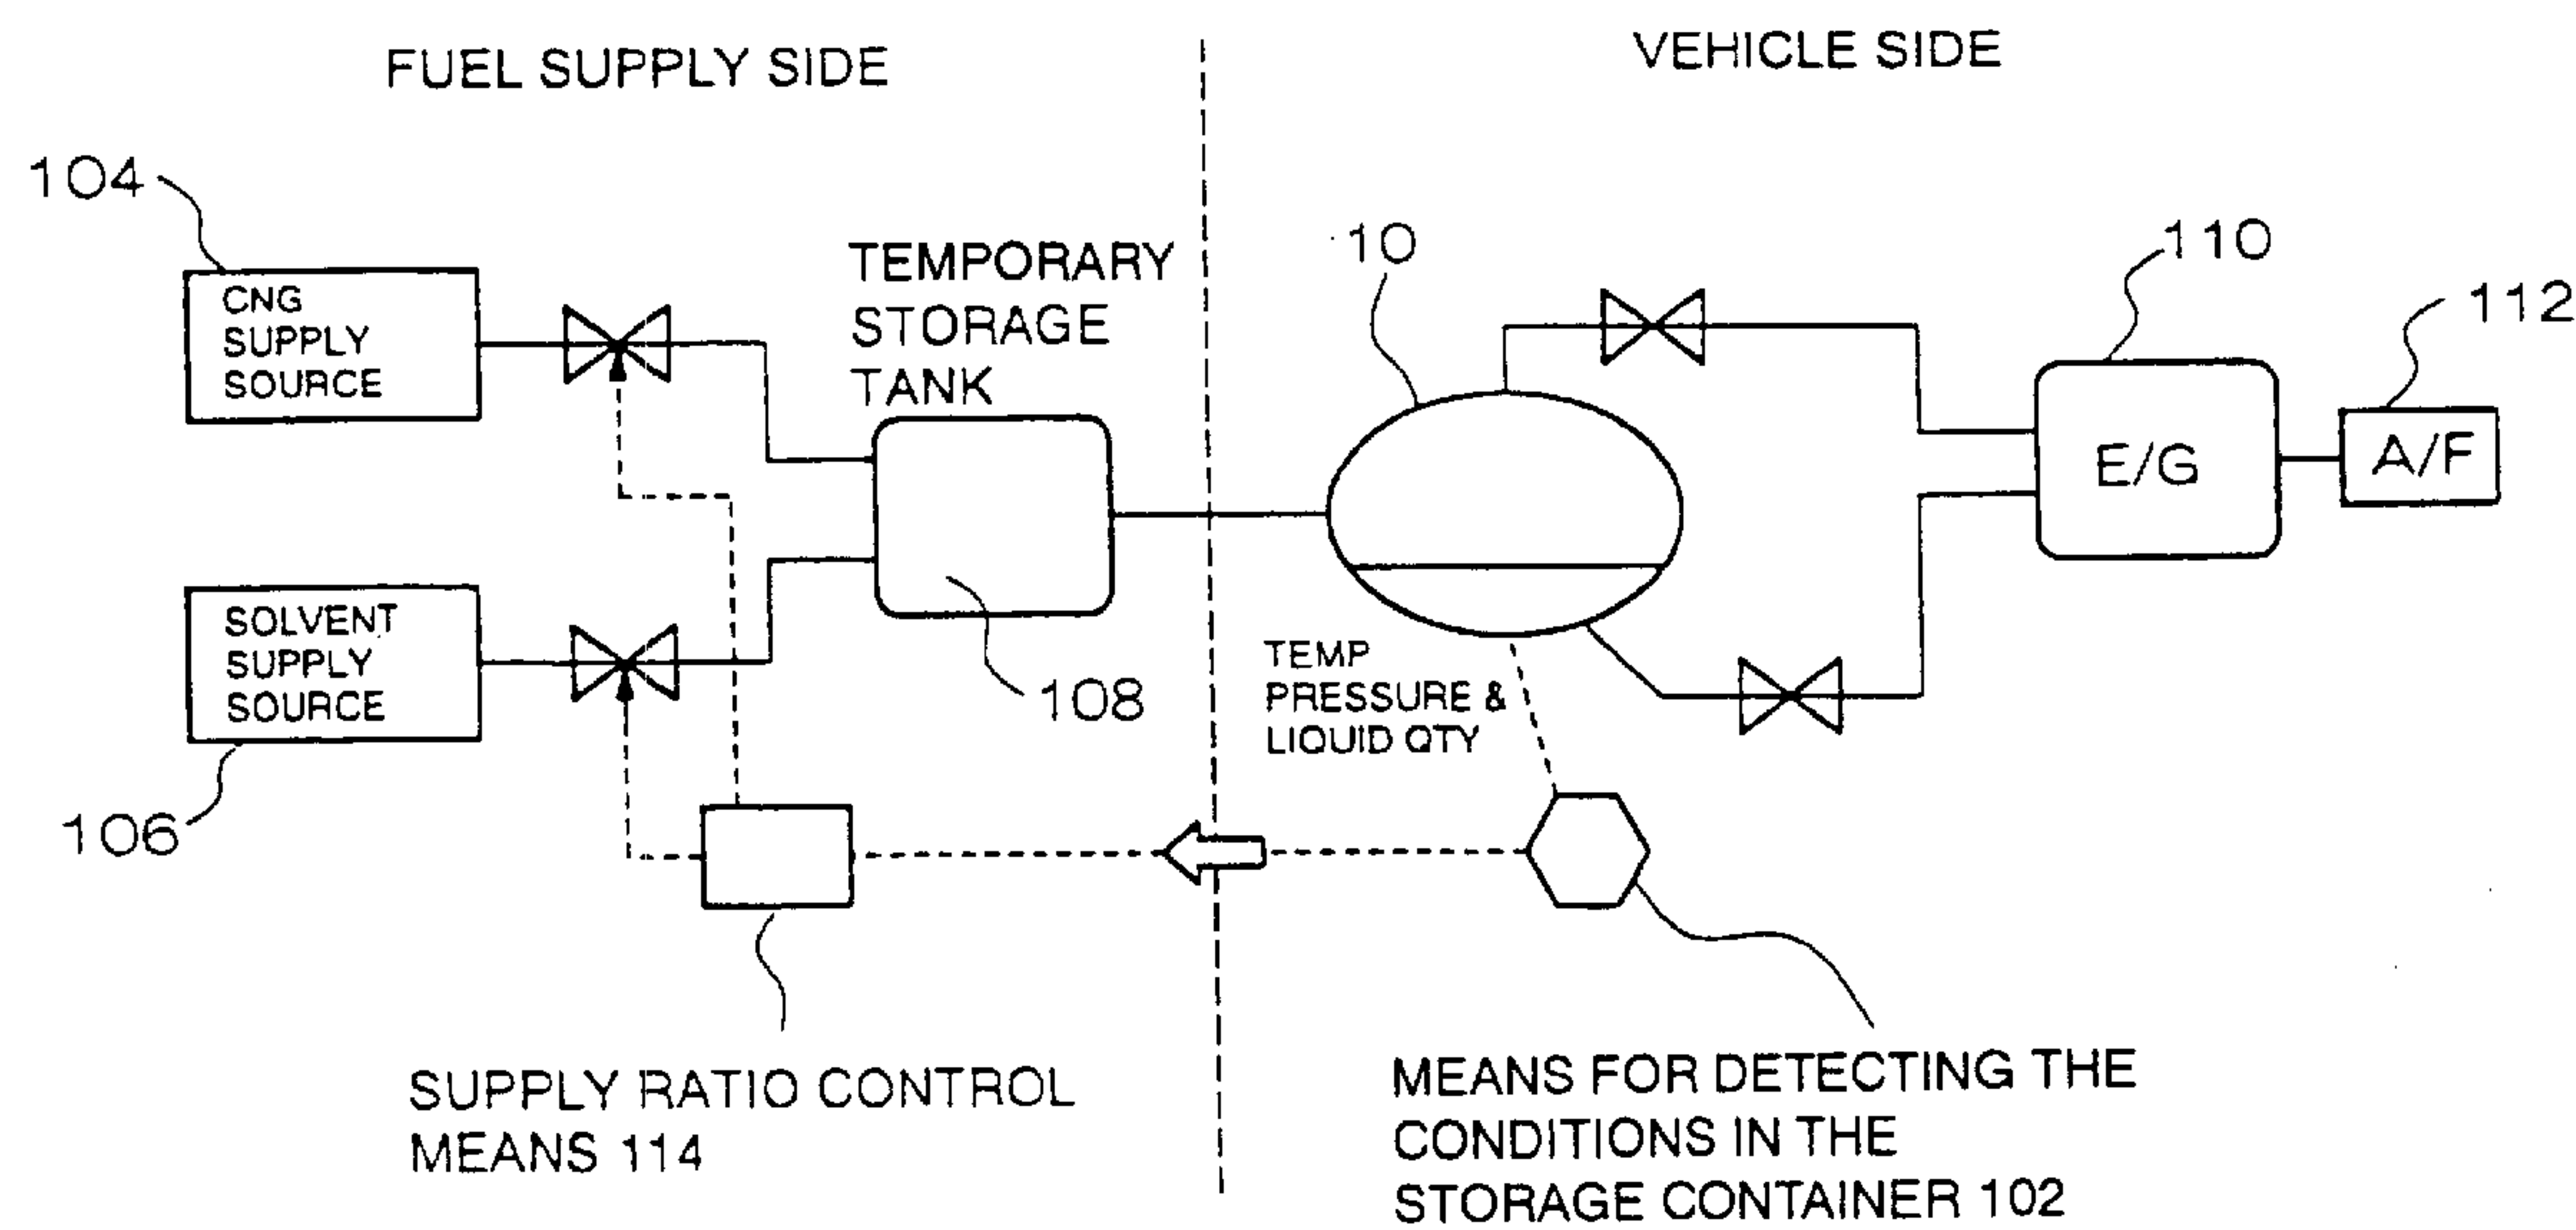 FUEL SUPPLY SIDE
VEHICLE SIDE
104
CNG
SUPPLY
SOURCE
TEMPORARY
STORAGE
TANK
10
110
112
E/G
A/F
SOLVENT
SUPPLY
SOURCE
108
106
TEMP
PRESSURE &
LIQUID QTY
SUPPLY RATIO CONTROL
MEANS 114
MEANS FOR DETECTING THE
CONDITIONS IN THE
STORAGE CONTAINER 102